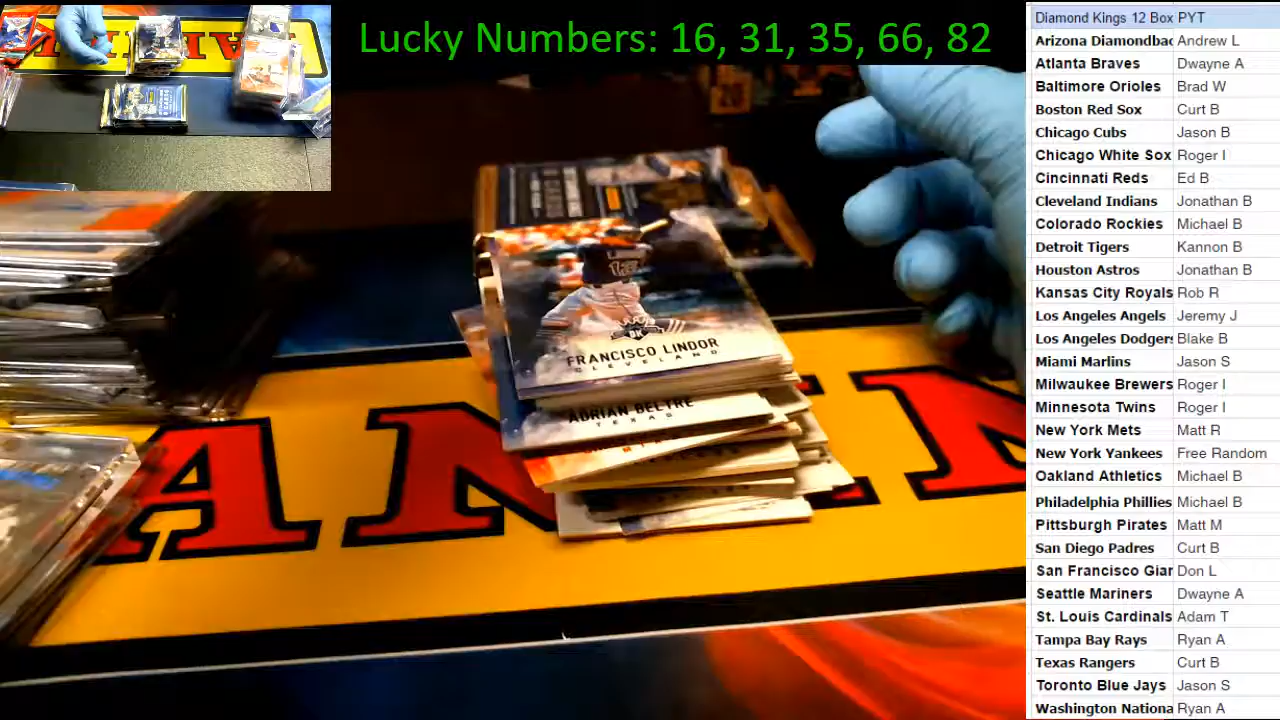 Lucky Numbers: 16, 31, 35, 66, 82
Diamond Kings 12 Box PYT
Arizona Diamondbac Andrew L
Atlanta Braves Dwayne A
Baltimore Orioles Brad W
Boston Red Sox Curt B
Chicago Cubs Jason B
Chicago White Sox Roger I
Cincinnati Reds Ed B
Cleveland Indians Jonathan B
Colorado Rockies Michael B
Detroit Tigers Kannon B
Houston Astros Jonathan B
Kansas City Royals Rob R
Los Angeles Angels Jeremy J
Los Angeles Dodgers Blake B
Miami Marlins Jason S
Milwaukee Brewers Roger I
Minnesota Twins Roger I
New York Mets Matt R
New York Yankees Free Random
Oakland Athletics Michael B
Philadelphia Phillies Michael B
Pittsburgh Pirates Matt M
San Diego Padres Curt B
San Francisco Gian Don L
Seattle Mariners Dwayne A
St. Louis Cardinals Adam T
Tampa Bay Rays Ryan A
Texas Rangers Curt B
Toronto Blue Jays Jason S
Washington Nationa Ryan A
DK
FRANCISCO LINDOR
CLEVELAND
ADRIAN BELTRE
TEXAS